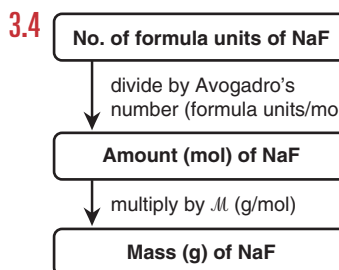 3.4
No. of formula units of NaF
divide by Avogadro’s
number (formula units/mo
Amount (mol) of NaF
multiply by ℳ (g/mol)
Mass (g) of NaF